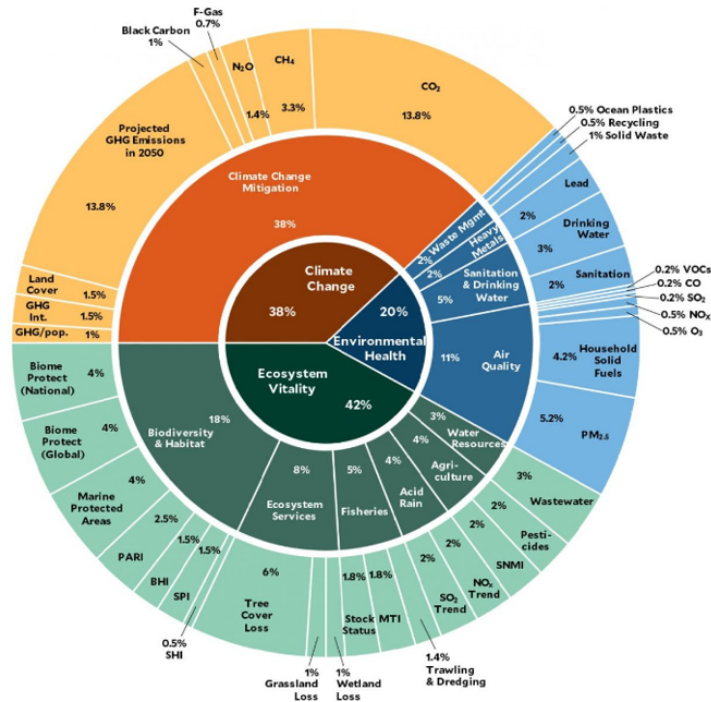 F-Gas
0.7%
Black Carbon
1%
N₂O
1.4%
CH₄
3.3%
CO₂
13.8%
Projected
GHG Emissions
in 2050
13.8%
Land
Cover
1.5%
GHG
Int.
1.5%
GHG/pop.
1%
Climate Change
Mitigation
38%
Climate
Change
38%
20%
Environmental
Health
Ecosystem
Vitality
42%
Waste Mgmt
2%
Heavy
Metals
2%
Sanitation
& Drinking
Water
5%
Air
Quality
11%
0.5% Ocean Plastics
0.5% Recycling
1% Solid Waste
Lead
2%
Drinking
Water
3%
Sanitation
2%
0.2% VOCs
0.2% CO
0.2% SO₂
0.5% NOₓ
0.5% O₃
4.2% Household
Solid
Fuels
5.2%
PM₂.₅
3%
Water
Resources
4%
Agri-
culture
4%
Acid
Rain
5%
Fisheries
8%
Ecosystem
Services
18%
Biodiversity
& Habitat
3%
Wastewater
2%
Pesti-
cides
2%
SNMI
2%
NOₓ
Trend
2%
SO₂
Trend
1.4%
Trawling
& Dredging
1.8%
MTI
1.8%
Stock
Status
1%
Wetland
Loss
1%
Grassland
Loss
6%
Tree
Cover
Loss
0.5%
SHI
1.5%
SPI
1.5%
BHI
2.5%
PARI
4%
Marine
Protected
Areas
4%
Biome
Protect
(Global)
4%
Biome
Protect
(National)